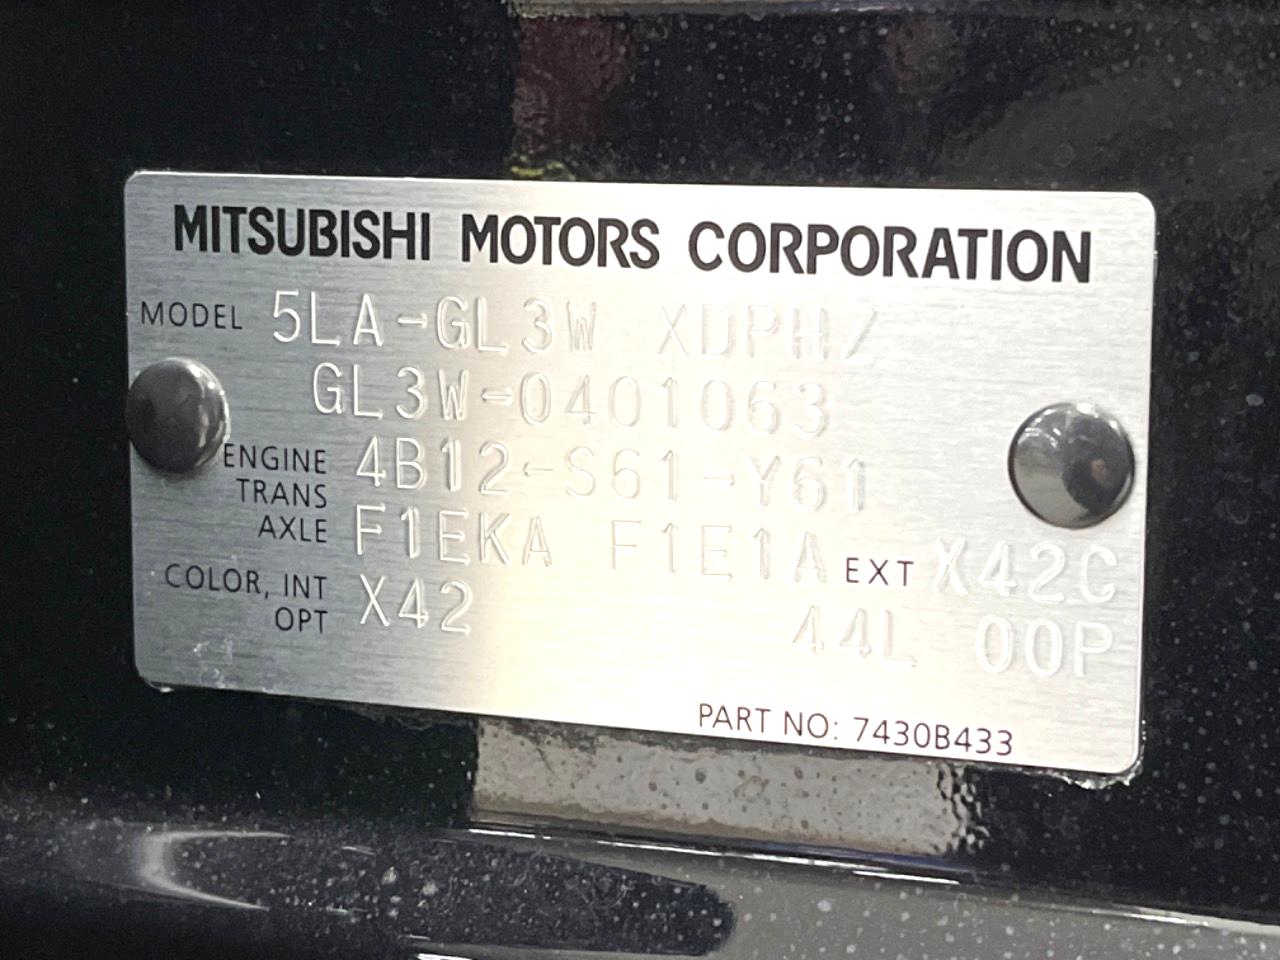 MITSUBISHI MOTORS CORPORATION
MODEL 5LA-GL3W XDPHZ
GL3W-0401063
ENGINE 4B12-S61-Y61
TRANS
AXLE F1EKA F1E1A EXT X42C
COLOR, INT X42
OPT 44L 00P
PART NO: 7430B433